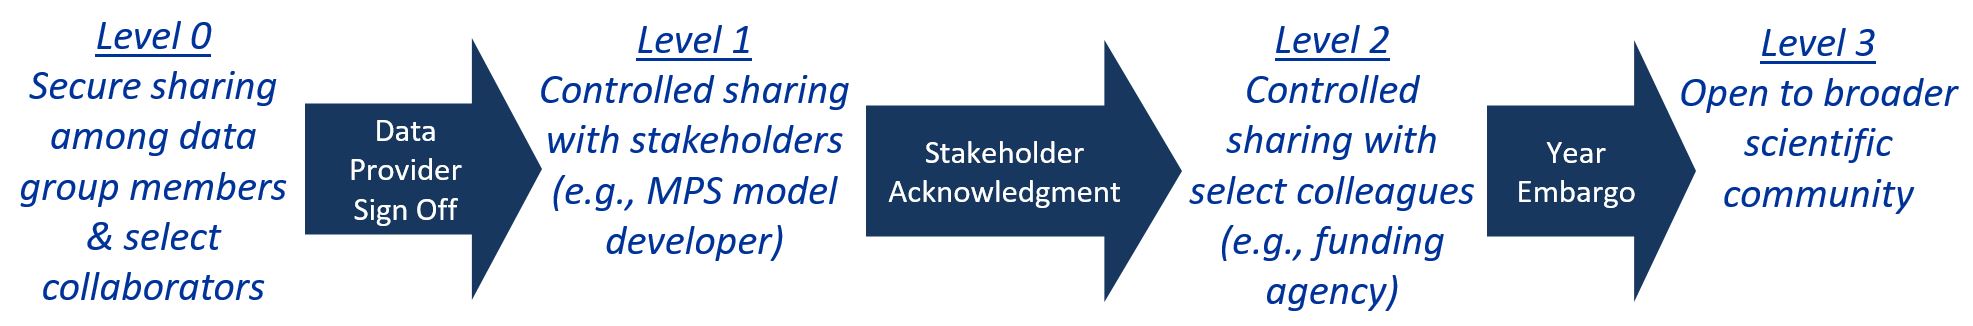 Level 0
Secure sharing
among data
group members
& select
collaborators
Data
Provider
Sign Off
Level 1
Controlled sharing
with stakeholders
(e.g., MPS model
developer)
Stakeholder
Acknowledgment
Level 2
Controlled
sharing with
select colleagues
(e.g., funding
agency)
Year
Embargo
Level 3
Open to broader
scientific
community